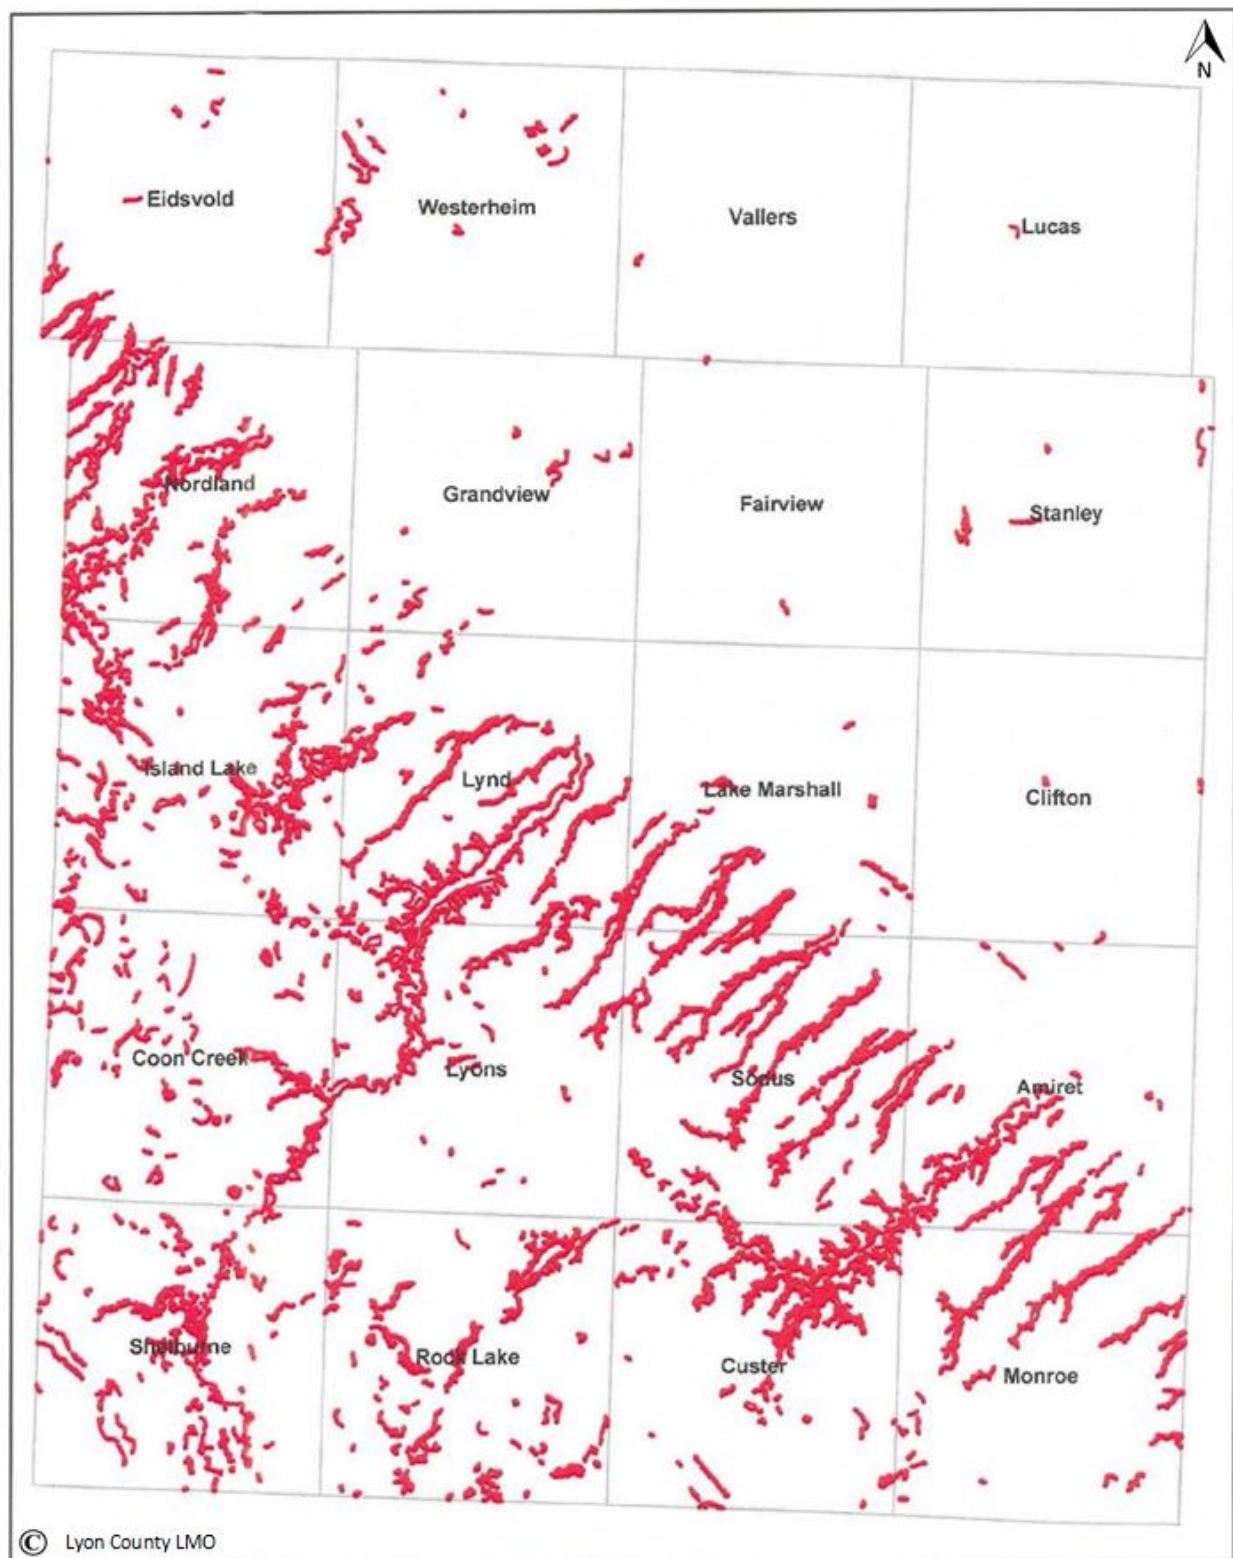 N
Eidsvold
Westerheim
Vallers
Lucas
Nordland
Grandview
Fairview
Stanley
Island Lake
Lynd
Lake Marshall
Clifton
Coon Creek
Lyons
Sodus
Amiret
Shelburne
Rock Lake
Custer
Monroe
© Lyon County LMO